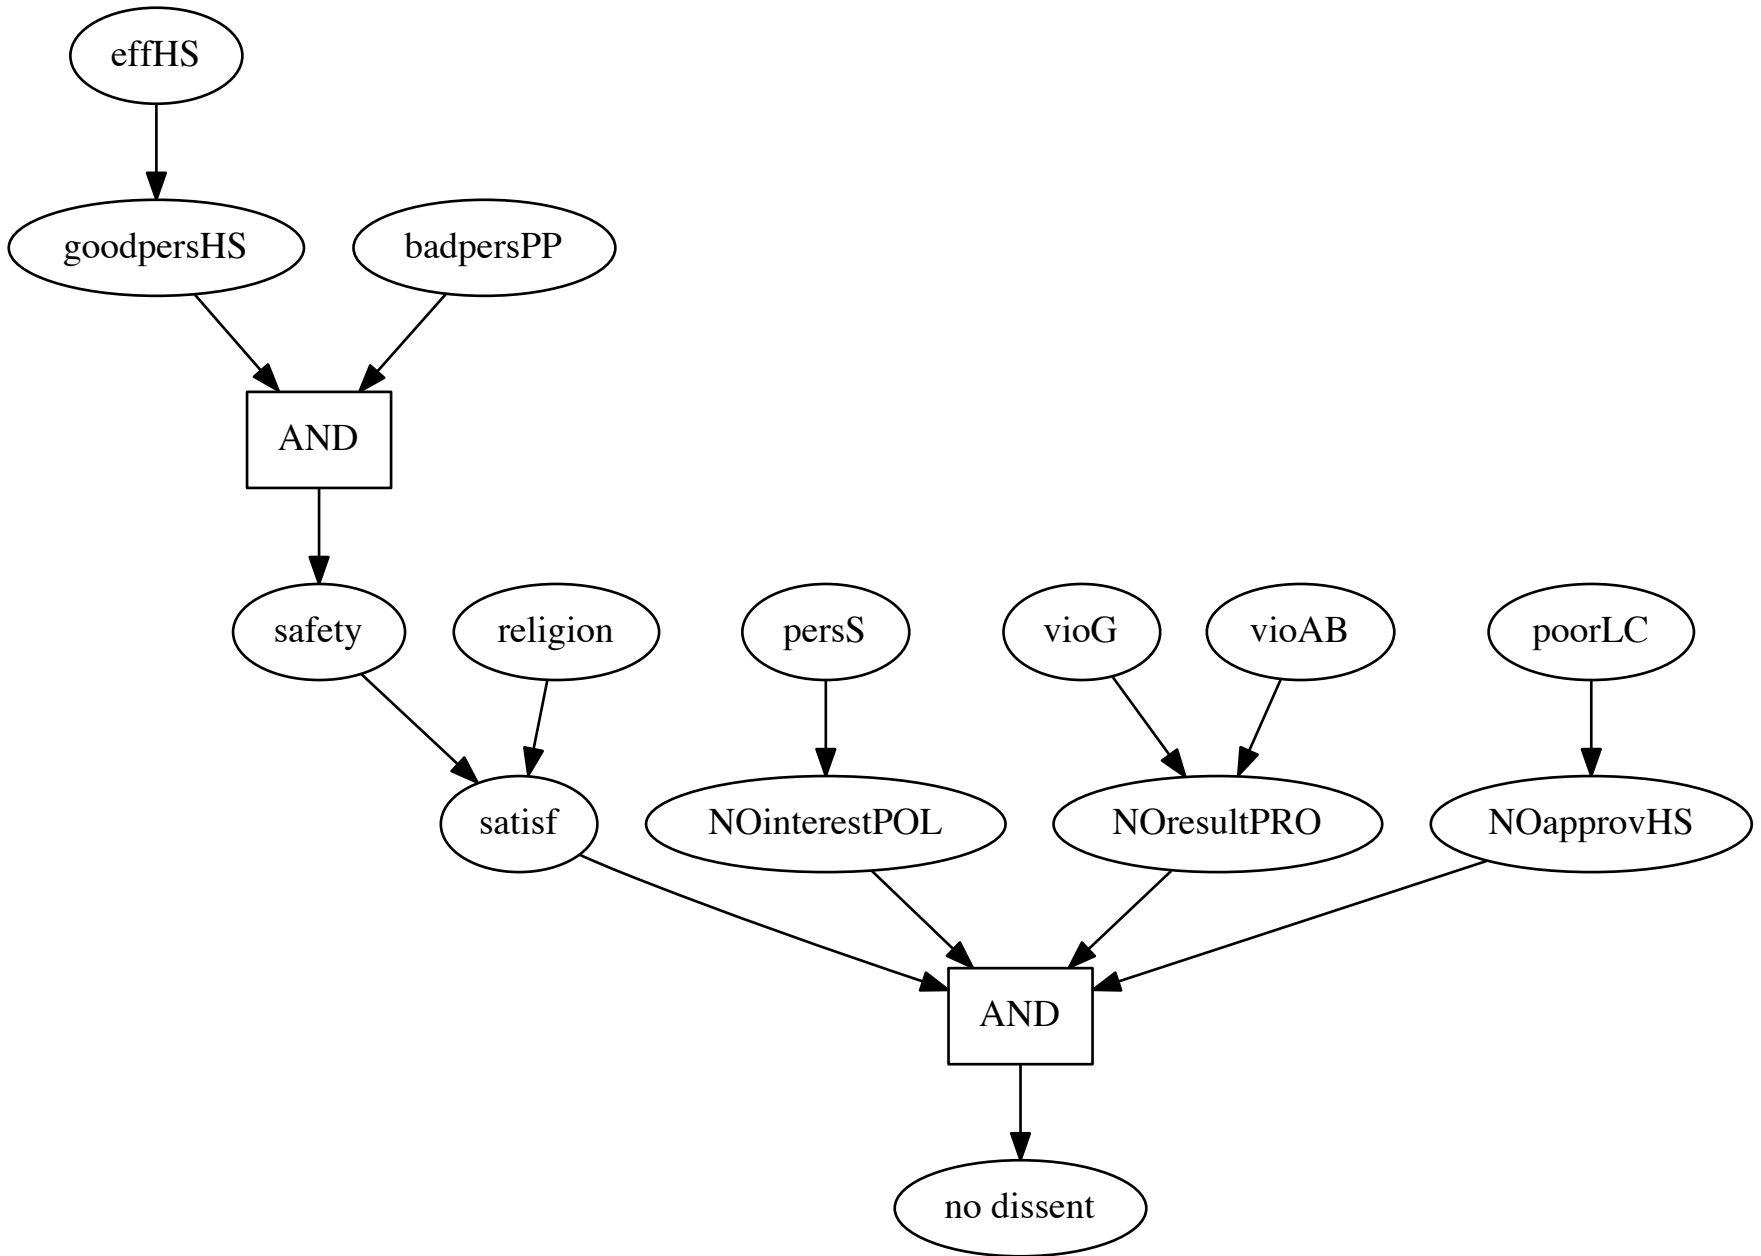 effHS
goodpersHS
badpersPP
AND
safety
religion
persS
vioG
vioAB
poorLC
satisf
NOinterestPOL
NOresultPRO
NOapprovHS
AND
no dissent